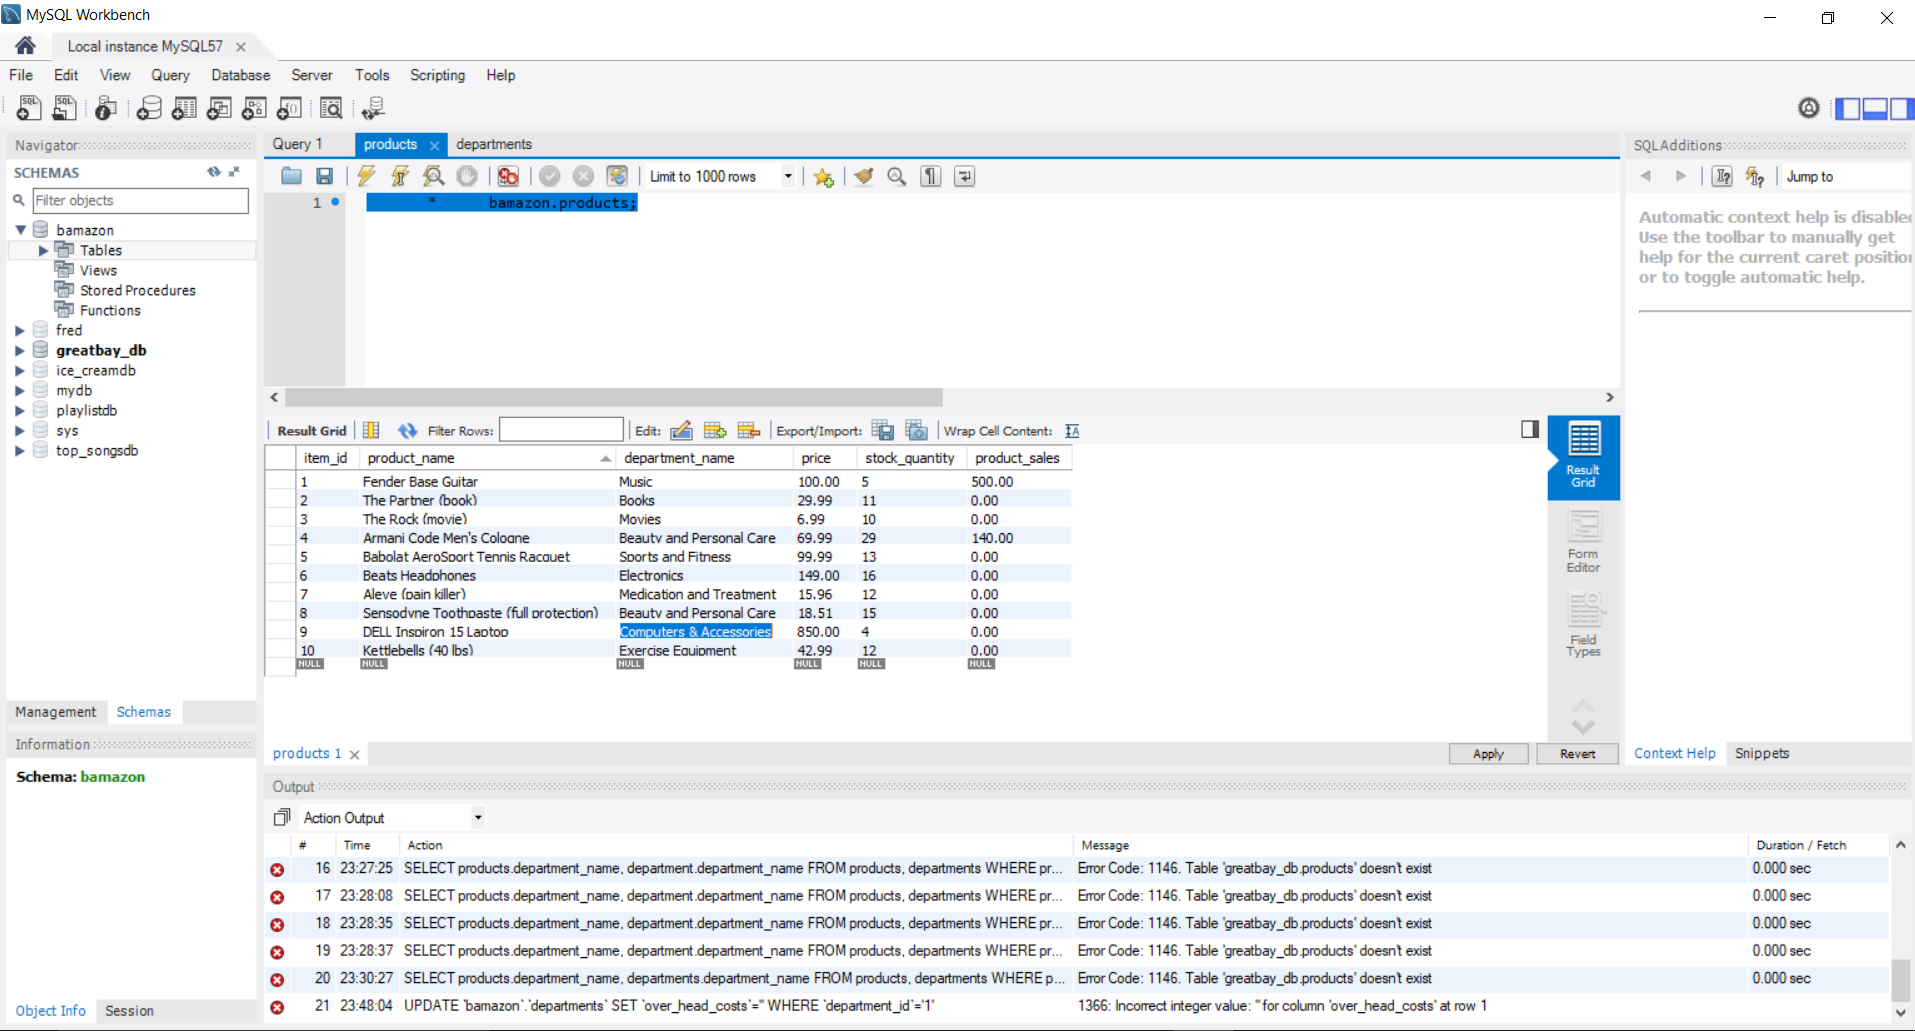 MySQL Workbench
Local instance MySQL57
File Edit View Query Database Server Tools Scripting Help
Navigator
SCHEMAS
Filter objects
bamazon
Tables
Views
Stored Procedures
Functions
fred
greatbay_db
ice_creamdb
mydb
playlistdb
sys
top_songsdb
Management Schemas
Information
Schema: bamazon
Object Info Session
Query 1 products departments
Limit to 1000 rows
1 * bamazon.products;
Result Grid Filter Rows: Edit: Export/Import: Wrap Cell Content:
item_id product_name department_name price stock_quantity product_sales
1 Fender Base Guitar Music 100.00 5 500.00
2 The Partner (book) Books 29.99 11 0.00
3 The Rock (movie) Movies 6.99 10 0.00
4 Armani Code Men's Cologne Beauty and Personal Care 69.99 29 140.00
5 Babolat AeroSport Tennis Racquet Sports and Fitness 99.99 13 0.00
6 Beats Headphones Electronics 149.00 16 0.00
7 Aleve (pain killer) Medication and Treatment 15.96 12 0.00
8 Sensodyne Toothpaste (full protection) Beauty and Personal Care 18.51 15 0.00
9 DELL Inspiron 15 Laptop Computers & Accessories 850.00 4 0.00
10 Kettlebells (40 lbs) Exercise Equipment 42.99 12 0.00
NULL NULL NULL NULL NULL NULL
Result
Grid
Form
Editor
Field
Types
products 1
Apply Revert
SQLAdditions
Jump to
Automatic context help is disabled
Use the toolbar to manually get
help for the current caret position
or to toggle automatic help.
Context Help Snippets
Output
Action Output
# Time Action Message Duration / Fetch
16 23:27:25 SELECT products.department_name, department.department_name FROM products, departments WHERE pr... Error Code: 1146. Table 'greatbay_db.products' doesn't exist 0.000 sec
17 23:28:08 SELECT products.department_name, department.department_name FROM products, departments WHERE pr... Error Code: 1146. Table 'greatbay_db.products' doesn't exist 0.000 sec
18 23:28:35 SELECT products.department_name, department.department_name FROM products, departments WHERE pr... Error Code: 1146. Table 'greatbay_db.products' doesn't exist 0.000 sec
19 23:28:37 SELECT products.department_name, department.department_name FROM products, departments WHERE pr... Error Code: 1146. Table 'greatbay_db.products' doesn't exist 0.000 sec
20 23:30:27 SELECT products.department_name, departments.department_name FROM products, departments WHERE p... Error Code: 1146. Table 'greatbay_db.products' doesn't exist 0.000 sec
21 23:48:04 UPDATE `bamazon`.`departments` SET `over_head_costs`='' WHERE `department_id`='1' 1366: Incorrect integer value: '' for column 'over_head_costs' at row 1